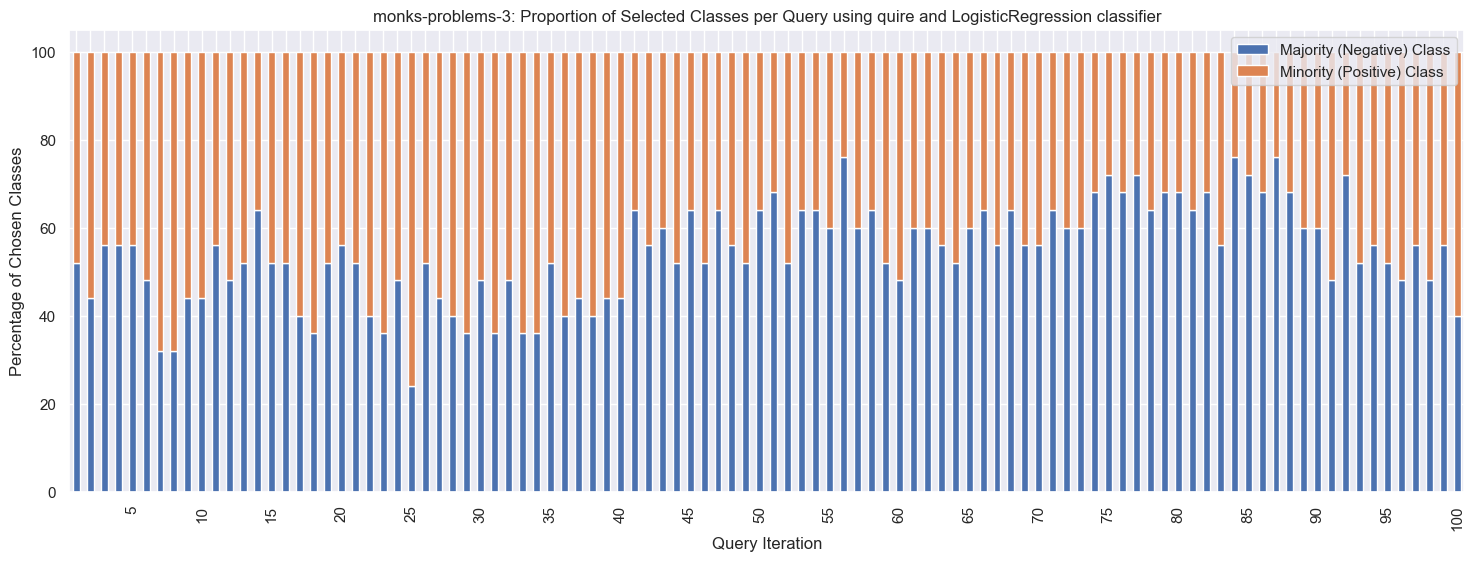 monks-problems-3: Proportion of Selected Classes per Query using quire and LogisticRegression classifier
Majority (Negative) Class
Minority (Positive) Class
Percentage of Chosen Classes
100
80
60
40
20
0
5 10 15 20 25 30 35 40 45 50 55 60 65 70 75 80 85 90 95 100
Query Iteration